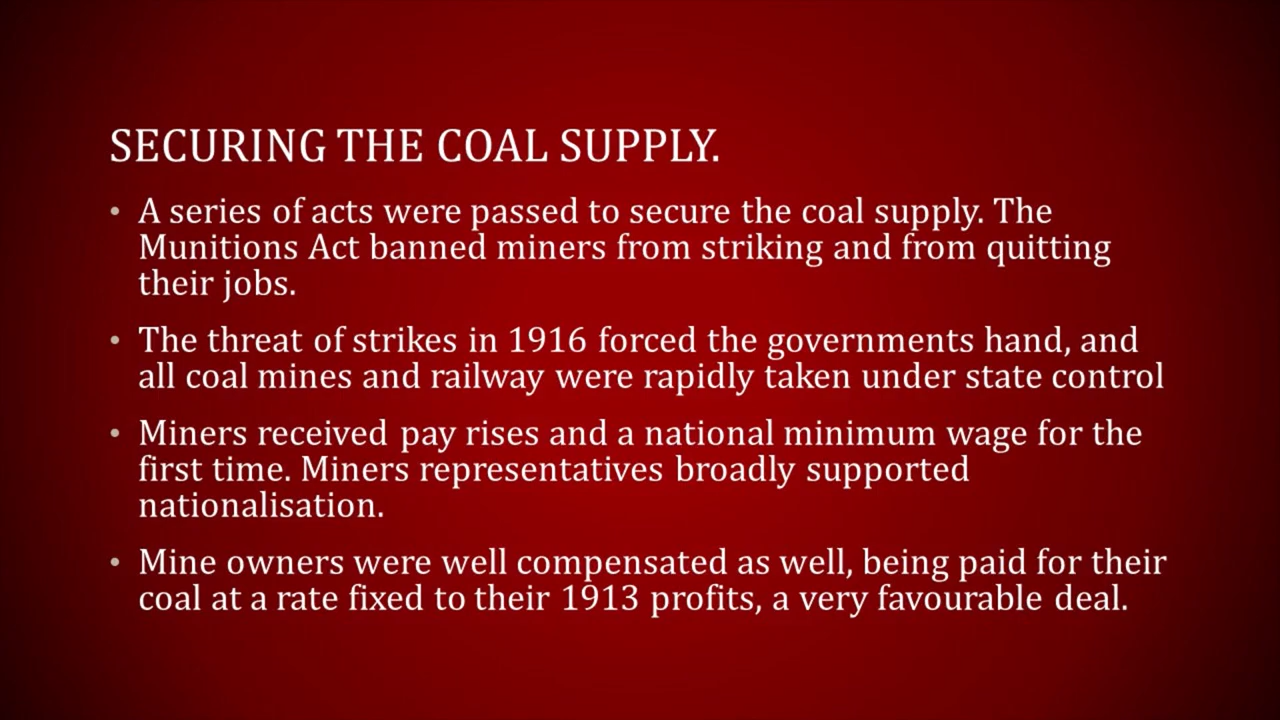 SECURING THE COAL SUPPLY.
• A series of acts were passed to secure the coal supply. The
Munitions Act banned miners from striking and from quitting
their jobs.
• The threat of strikes in 1916 forced the governments hand, and
all coal mines and railway were rapidly taken under state control
• Miners received pay rises and a national minimum wage for the
first time. Miners representatives broadly supported
nationalisation.
• Mine owners were well compensated as well, being paid for their
coal at a rate fixed to their 1913 profits, a very favourable deal.